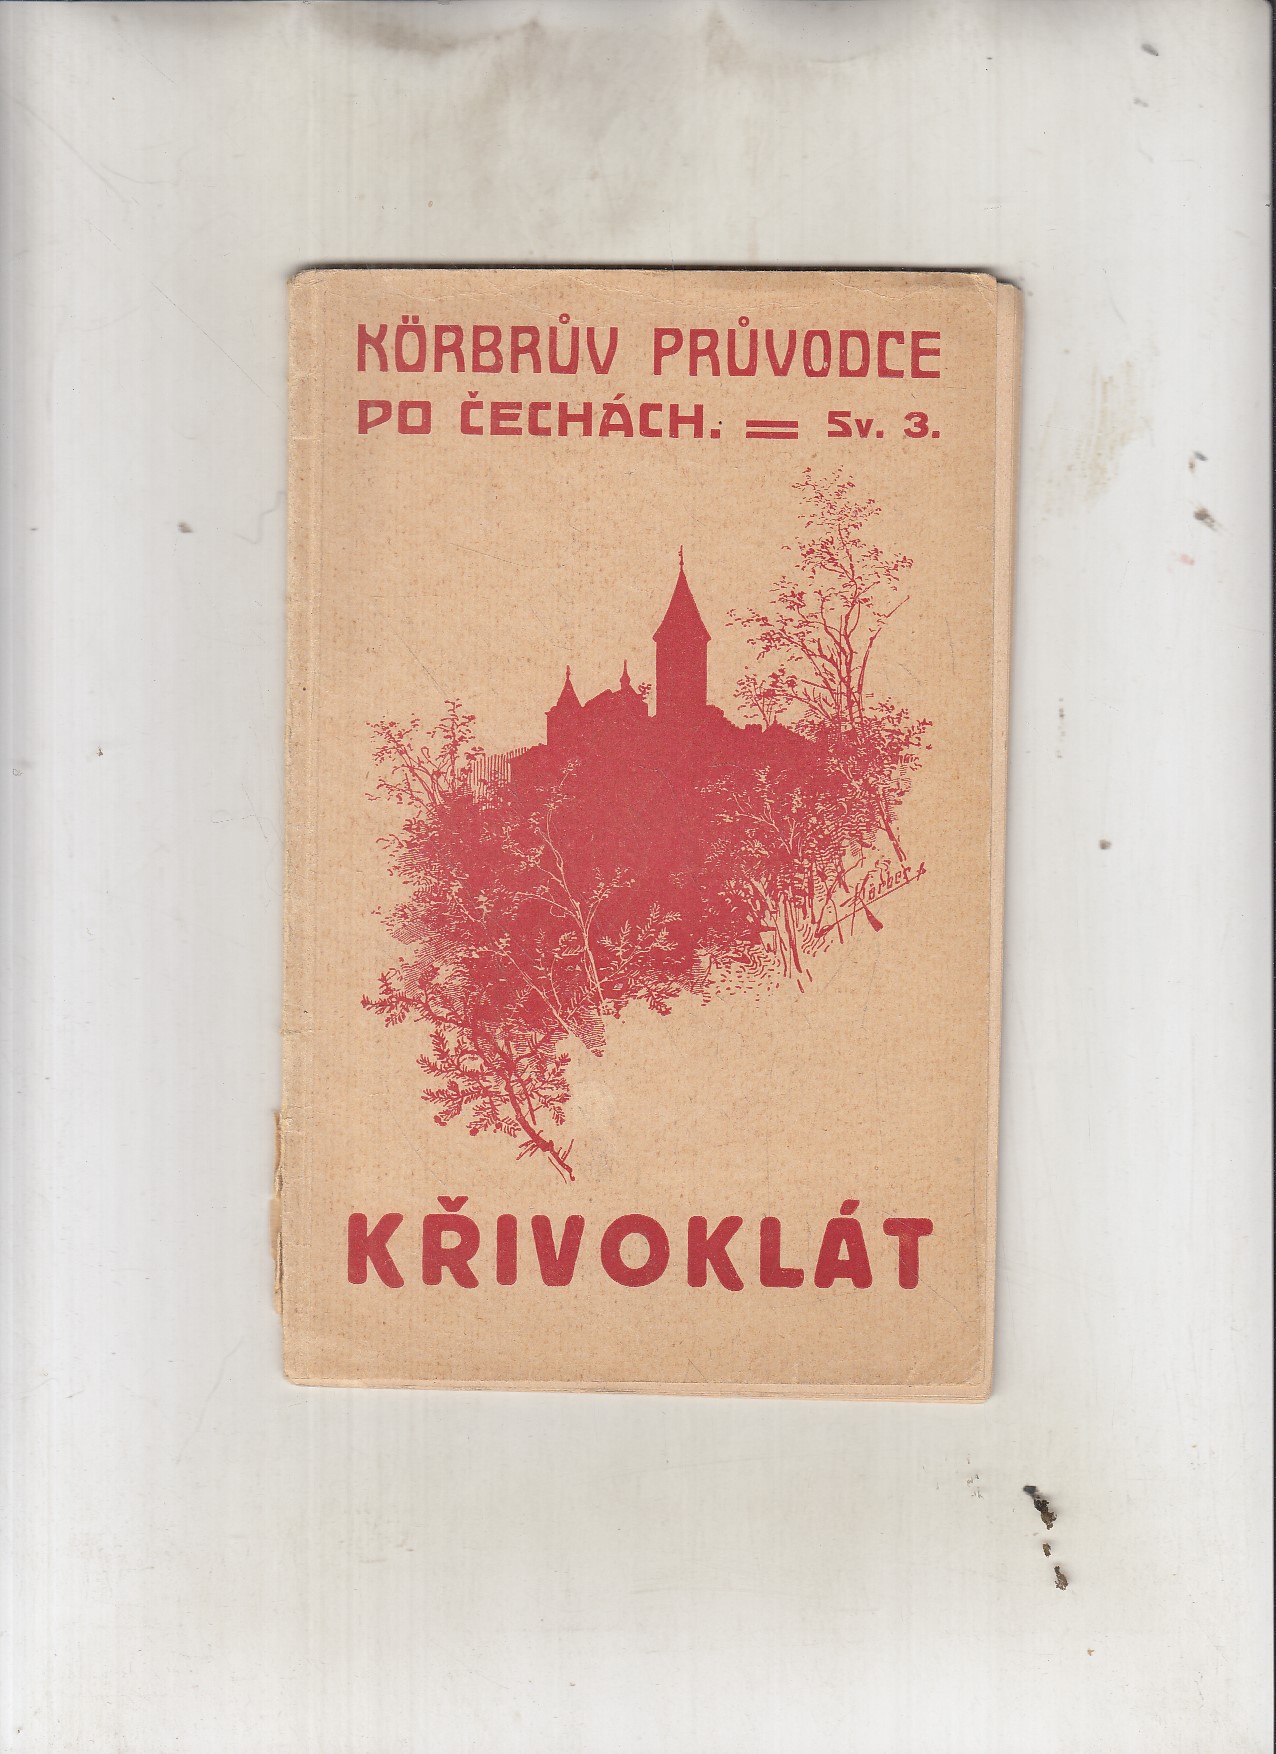 KÖRBRŮV PRŮVODCE
PO ČECHÁCH. = Sv. 3.
Körber
KŘIVOKLÁT